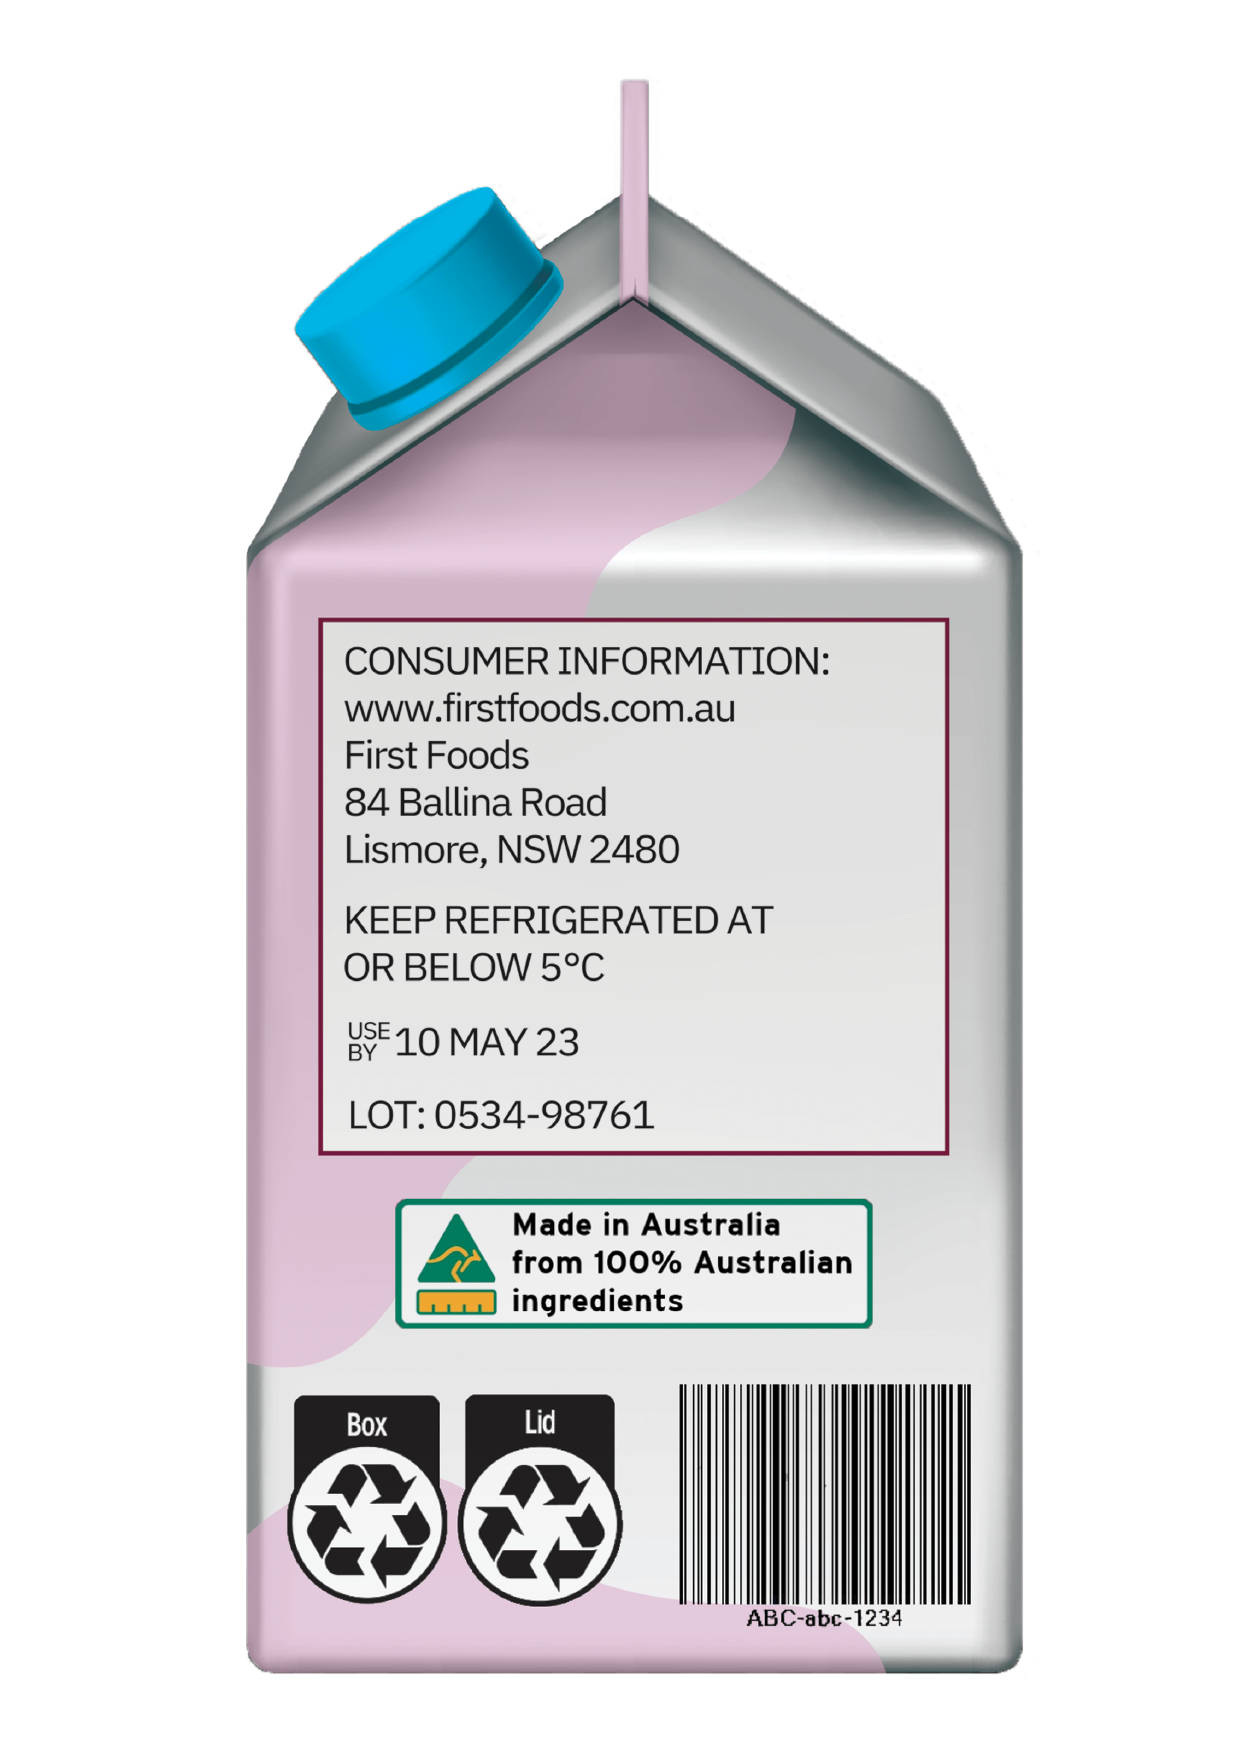 CONSUMER INFORMATION:
www.firstfoods.com.au
First Foods
84 Ballina Road
Lismore, NSW 2480
KEEP REFRIGERATED AT
OR BELOW 5°C
USE BY 10 MAY 23
LOT: 0534-98761
Made in Australia
from 100% Australian
ingredients
Box
Lid
ABC-abc-1234